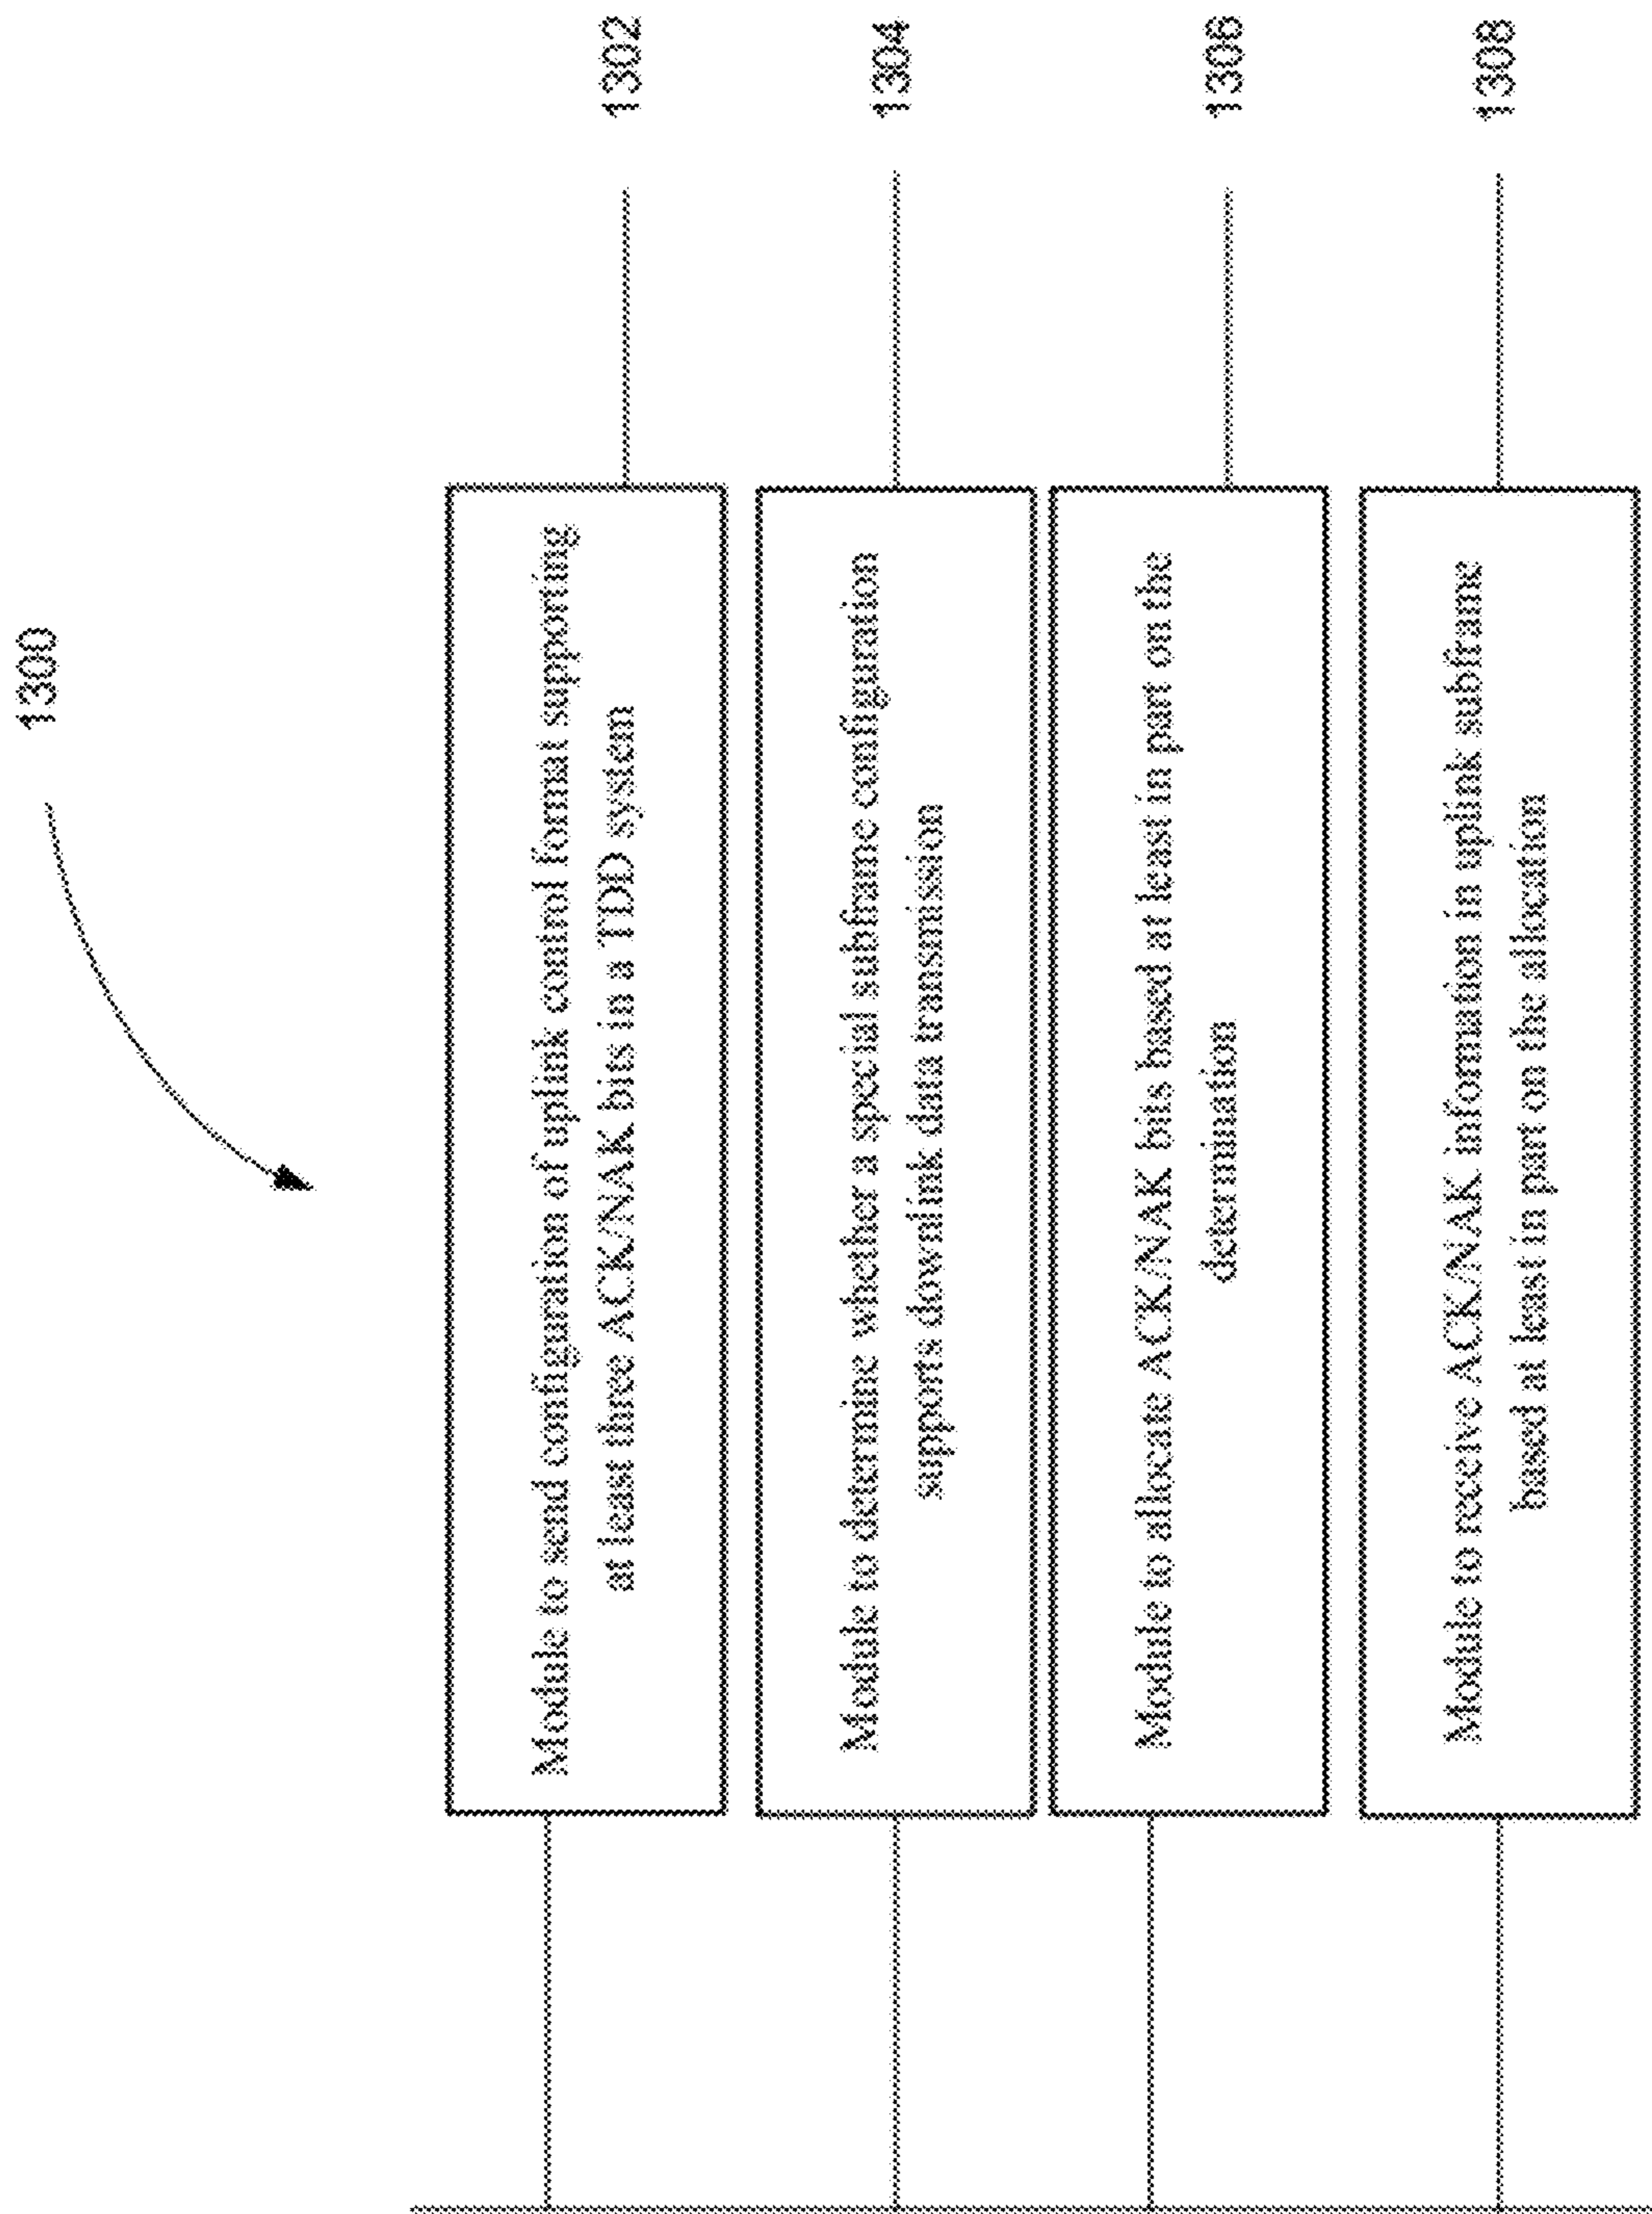 1300
Module to send configuration of uplink control format supporting
at least three ACK/NAK bits in a TDD system
1302
Module to determine whether a special subframe configuration
supports downlink data transmission
1304
Module to allocate ACK/NAK bits based at least in part on the
determination
1306
Module to receive ACK/NAK information in uplink subframe
based at least in part on the allocation
1308